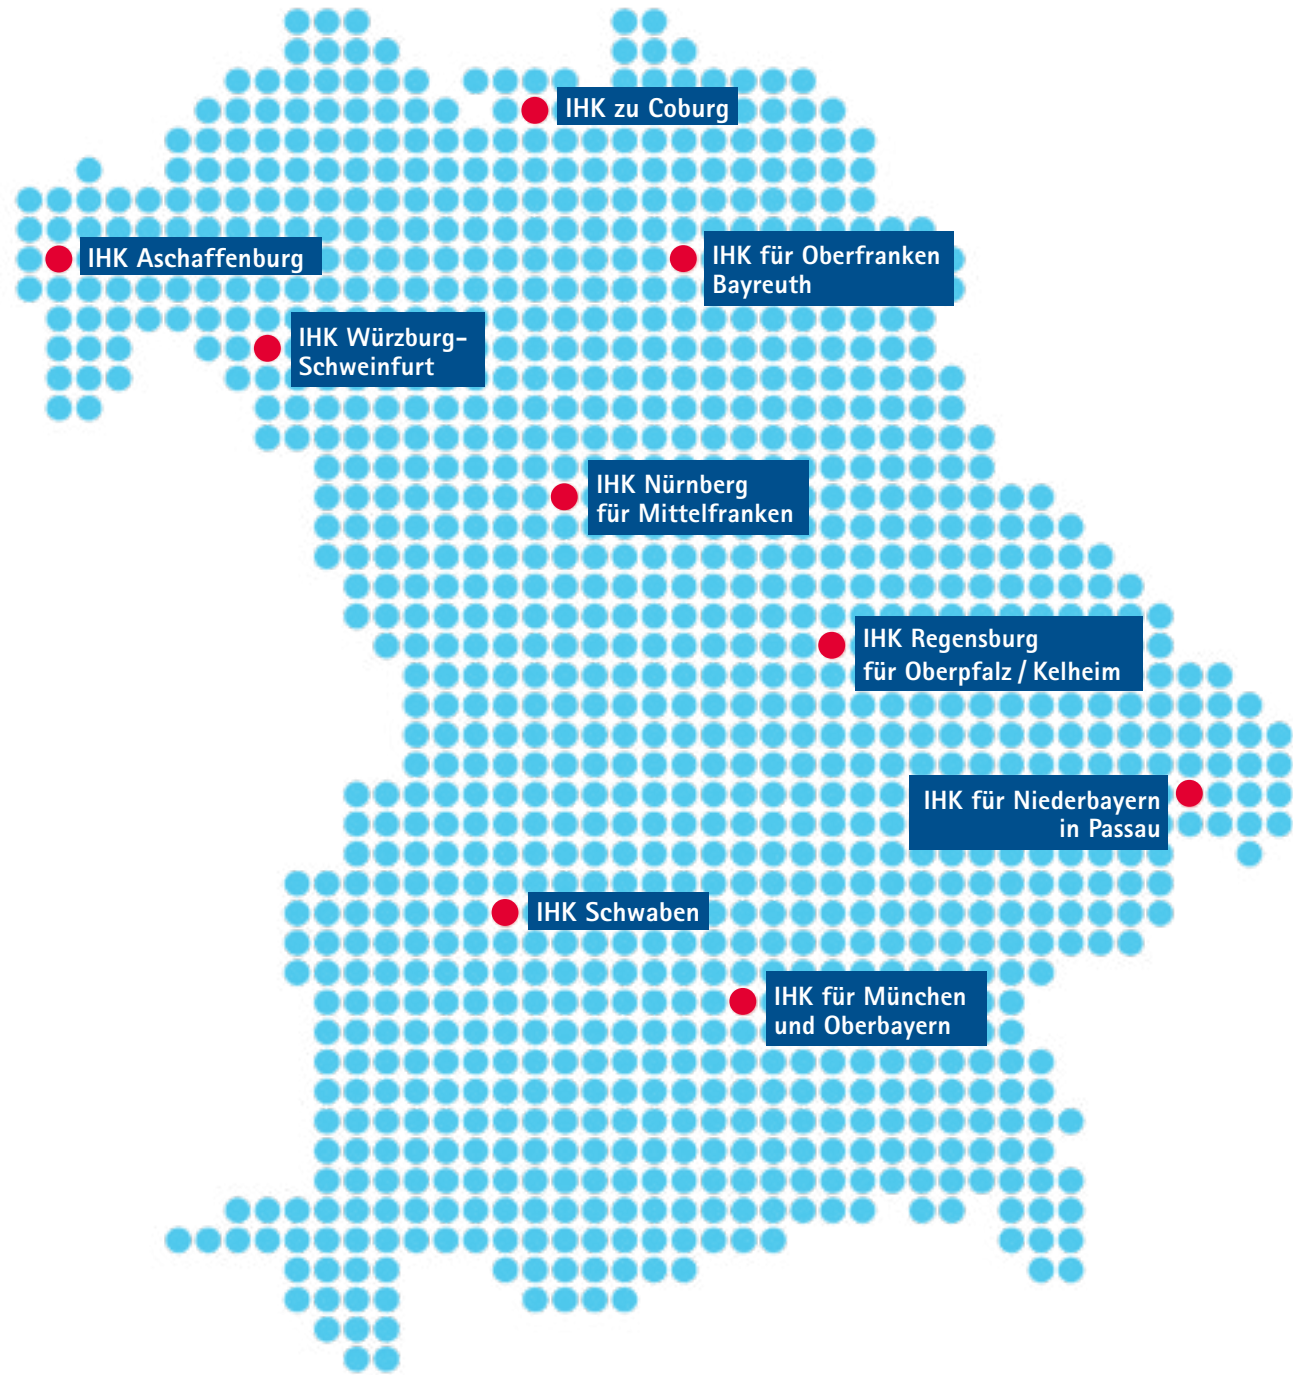 IHK zu Coburg
IHK Aschaffenburg
IHK für Oberfranken
Bayreuth
IHK Würzburg-
Schweinfurt
IHK Nürnberg
für Mittelfranken
IHK Regensburg
für Oberpfalz / Kelheim
IHK für Niederbayern
in Passau
IHK Schwaben
IHK für München
und Oberbayern